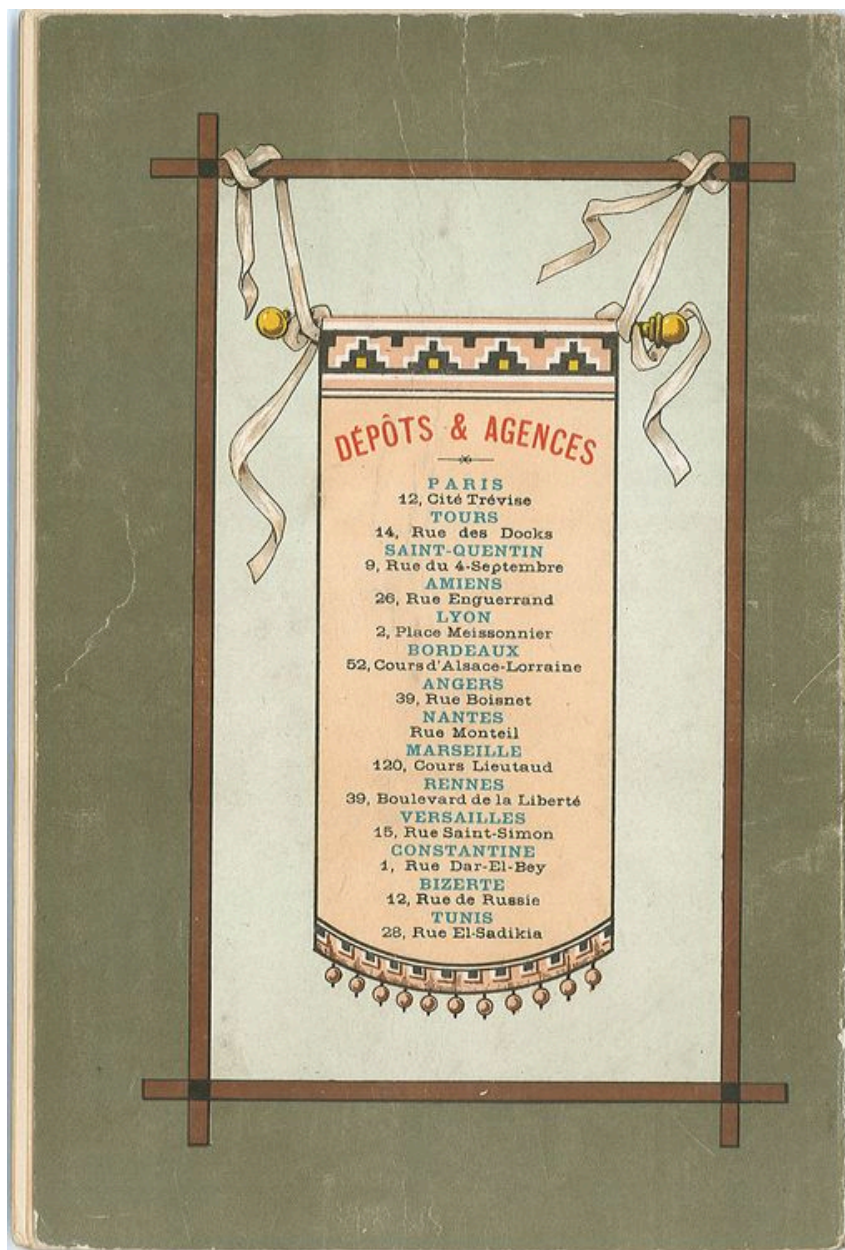 DÉPÔTS & AGENCES
PARIS
12, Cité Trévise
TOURS
14, Rue des Docks
SAINT-QUENTIN
9, Rue du 4-Septembre
AMIENS
26, Rue Enguerrand
LYON
2, Place Meissonnier
BORDEAUX
52, Cours d'Alsace-Lorraine
ANGERS
39, Rue Boisnet
NANTES
Rue Monteil
MARSEILLE
120, Cours Lieutaud
RENNES
39, Boulevard de la Liberté
VERSAILLES
15, Rue Saint-Simon
CONSTANTINE
1, Rue Dar-El-Bey
BIZERTE
12, Rue de Russie
TUNIS
28, Rue El-Sadikia